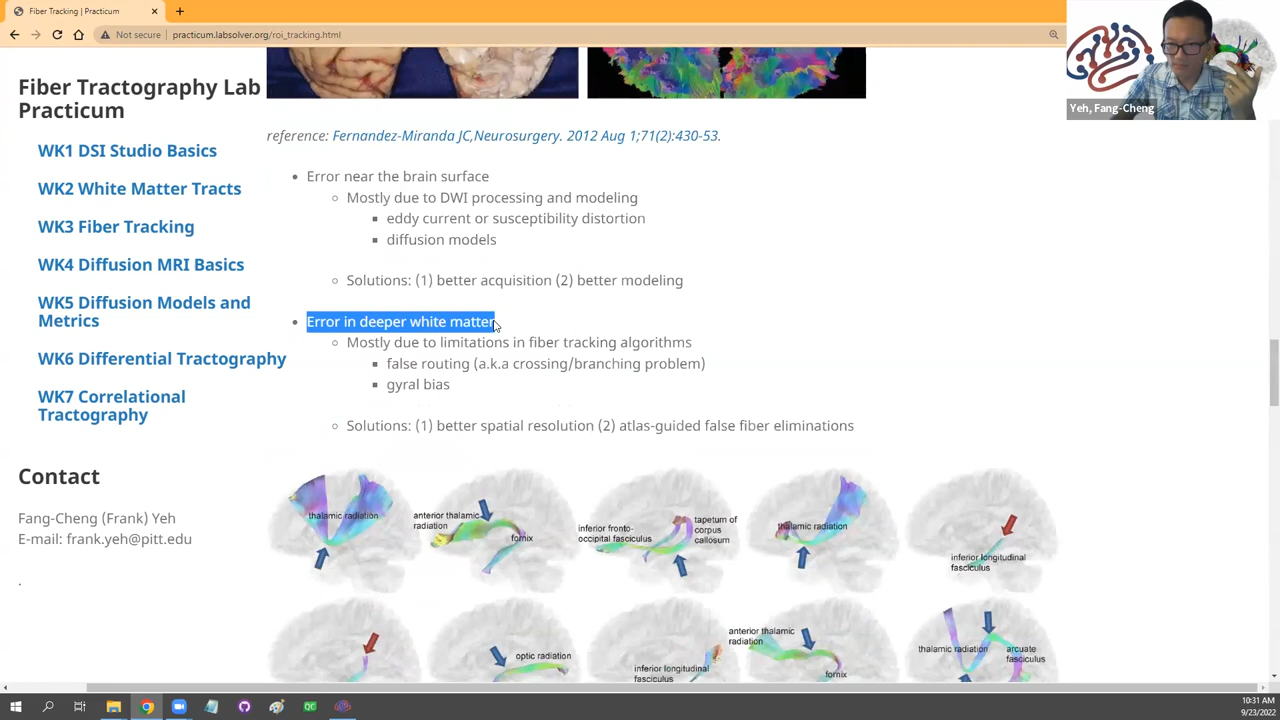 Fiber Tracking | Practicum
Not secure
practicum.labsolver.org/roi_tracking.html
Yeh, Fang-Cheng
Fiber Tractography Lab
Practicum
WK1 DSI Studio Basics
WK2 White Matter Tracts
WK3 Fiber Tracking
WK4 Diffusion MRI Basics
WK5 Diffusion Models and
Metrics
WK6 Differential Tractography
WK7 Correlational
Tractography
Contact
Fang-Cheng (Frank) Yeh
E-mail: frank.yeh@pitt.edu
.
reference: Fernandez-Miranda JC,Neurosurgery. 2012 Aug 1;71(2):430-53.
Error near the brain surface
Mostly due to DWI processing and modeling
eddy current or susceptibility distortion
diffusion models
Solutions: (1) better acquisition (2) better modeling
Error in deeper white matter
Mostly due to limitations in fiber tracking algorithms
false routing (a.k.a crossing/branching problem)
gyral bias
Solutions: (1) better spatial resolution (2) atlas-guided false fiber eliminations
thalamic radiation
anterior thalamic
radiation
fornix
inferior fronto-
occipital fasciculus
tapetum of
corpus
callosum
thalamic radiation
inferior longitudinal
fasciculus
optic radiation
inferior longitudinal
fasciculus
anterior thalamic
radiation
fornix
thalamic radiation
arcuate
fasciculus
QC
10:31 AM
9/23/2022